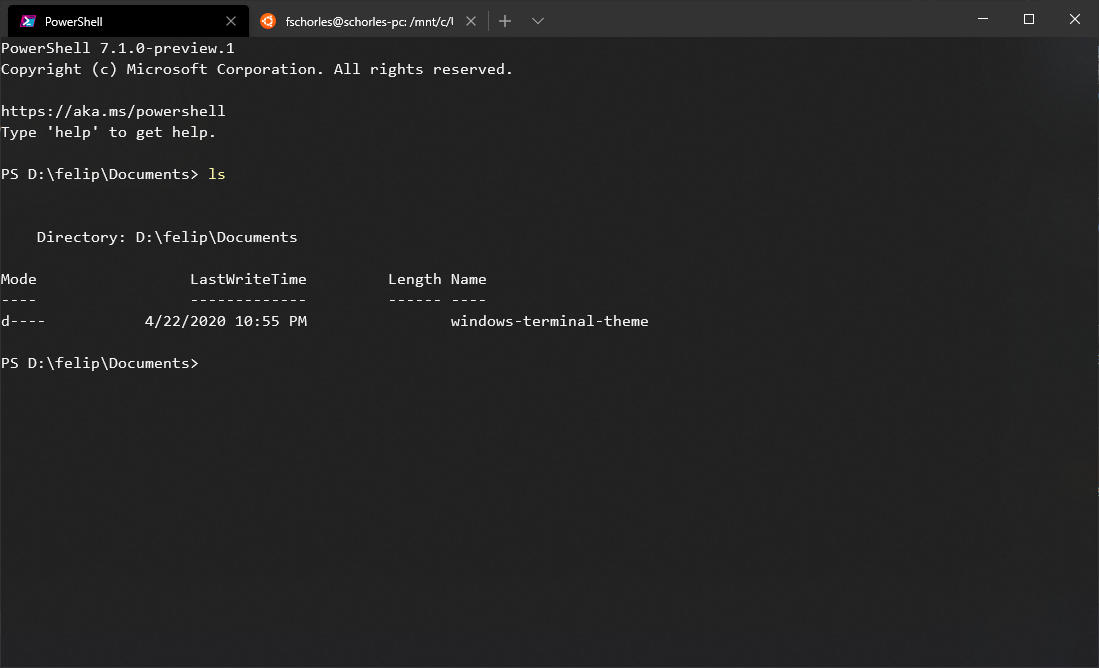 PowerShell
fschorles@schorles-pc: /mnt/c/
PowerShell 7.1.0-preview.1
Copyright (c) Microsoft Corporation. All rights reserved.
https://aka.ms/powershell
Type 'help' to get help.
PS D:\felip\Documents> ls
Directory: D:\felip\Documents
Mode LastWriteTime Length Name
---- ------------- ------ ----
d---- 4/22/2020 10:55 PM windows-terminal-theme
PS D:\felip\Documents>